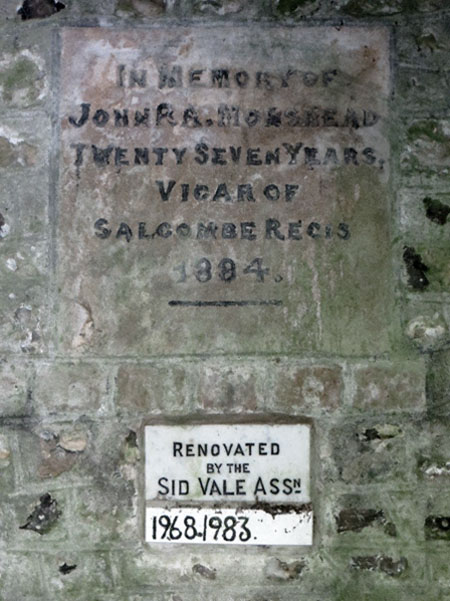 IN MEMORY OF
JOHN P.A. MORSHEAD
TWENTY SEVEN YEARS,
VICAR OF
SALCOMBE REGIS
1884.
RENOVATED
BY THE
SID VALE ASSN
1968-1983.